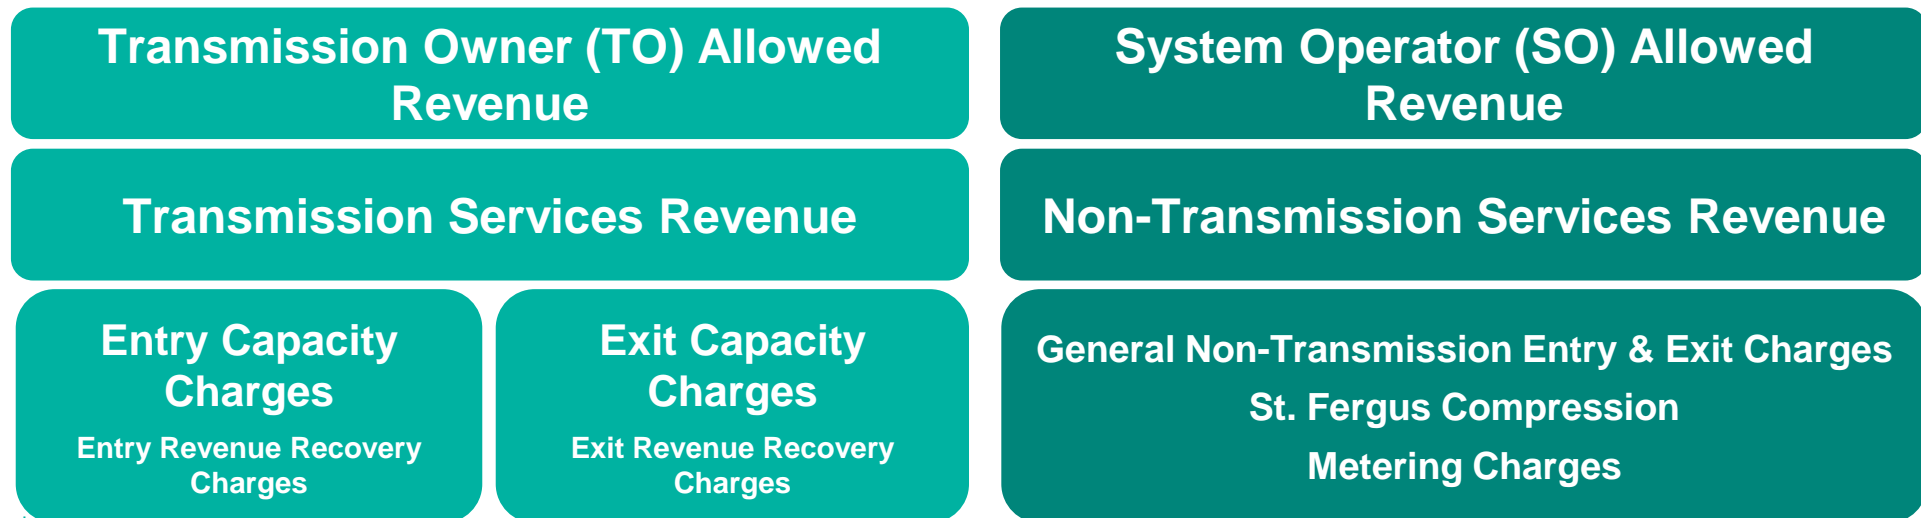 Transmission Owner (TO) Allowed
Revenue
System Operator (SO) Allowed
Revenue
Transmission Services Revenue
Non-Transmission Services Revenue
Entry Capacity
Charges
Entry Revenue Recovery
Charges
Exit Capacity
Charges
Exit Revenue Recovery
Charges
General Non-Transmission Entry & Exit Charges
St. Fergus Compression
Metering Charges